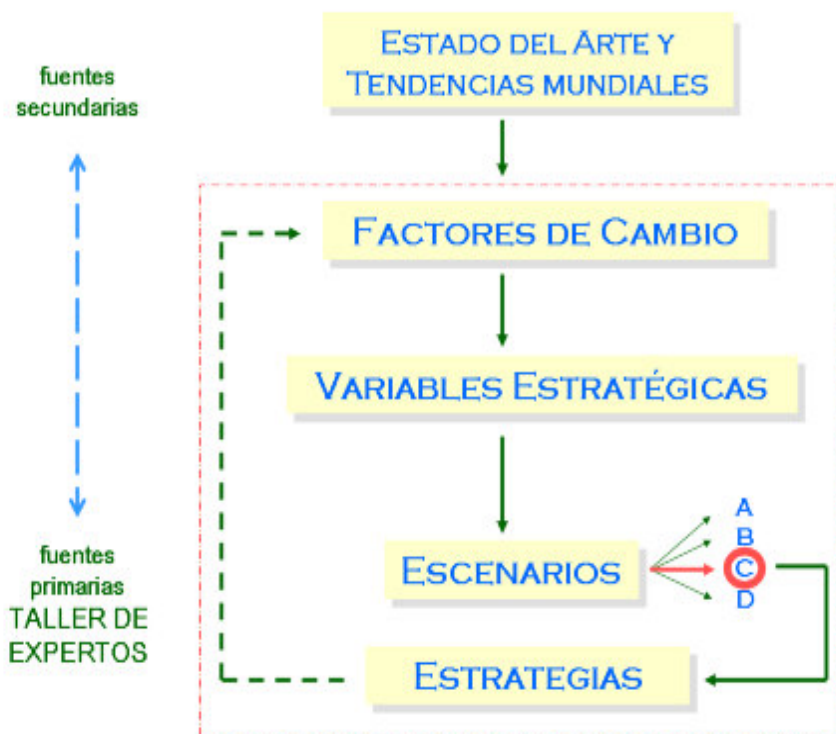 ESTADO DEL ARTE Y
TENDENCIAS MUNDIALES
fuentes
secundarias
FACTORES DE CAMBIO
VARIABLES ESTRATÉGICAS
ESCENARIOS
A
B
C
D
fuentes
primarias
TALLER DE
EXPERTOS
ESTRATEGIAS